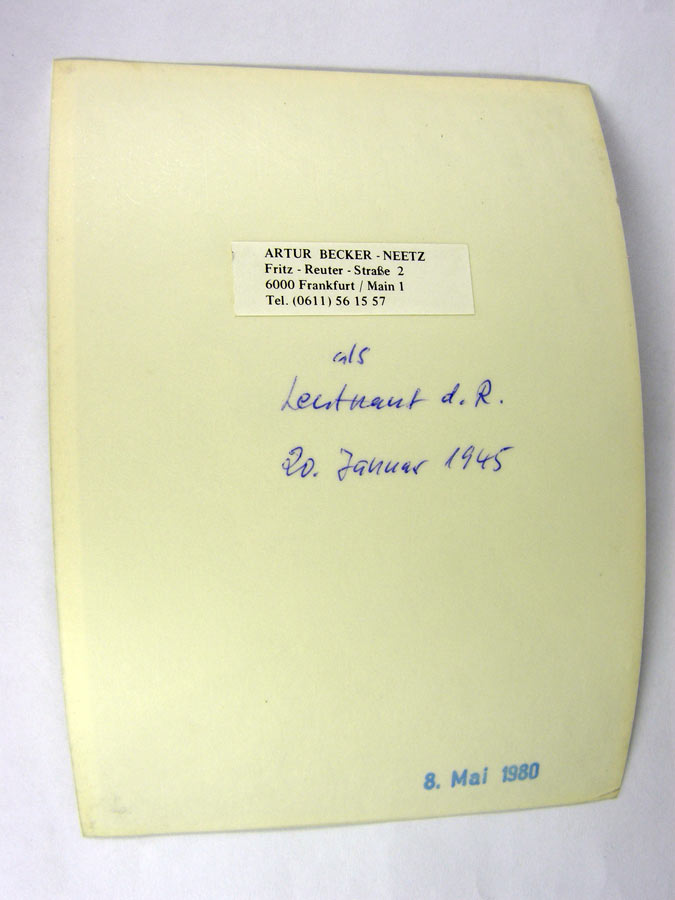 ARTUR BECKER - NEETZ
Fritz - Reuter - Straße 2
6000 Frankfurt / Main 1
Tel. (0611) 56 15 57
als
Leutnant d. R.
20. Januar 1945
8. Mai 1980